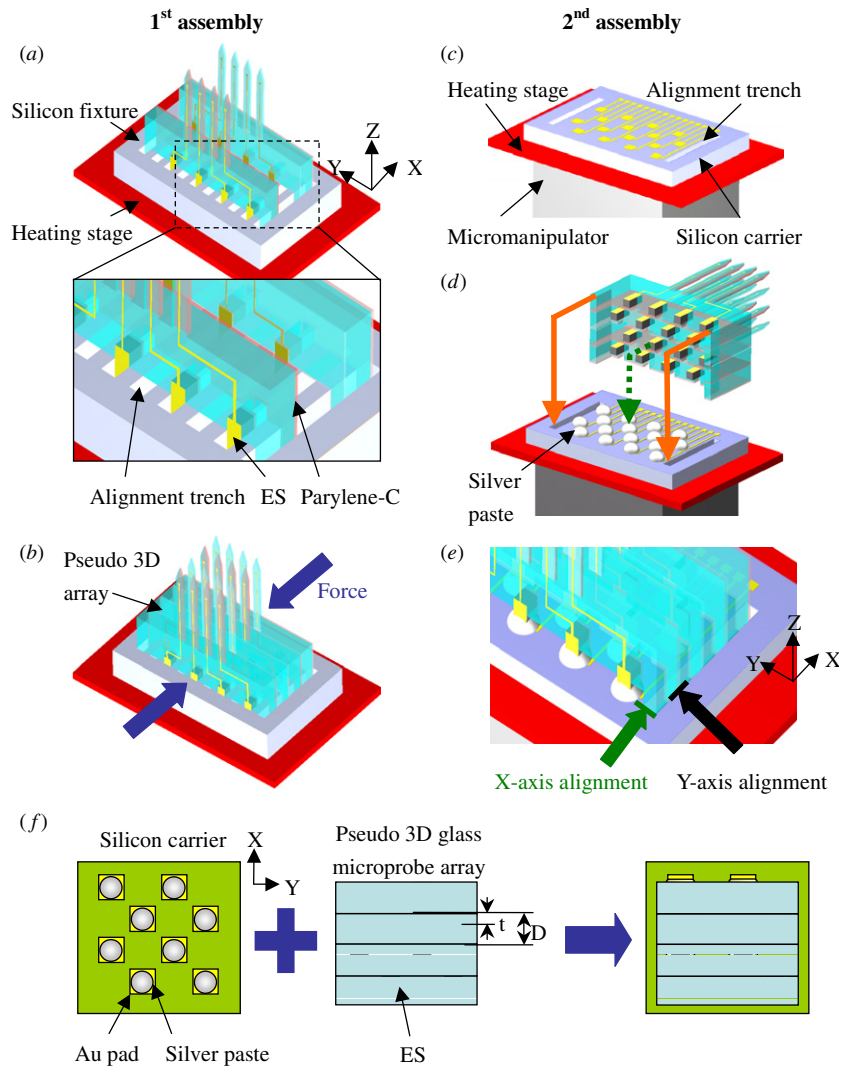 1st assembly
2nd assembly
(a)
Silicon fixture
Heating stage
Z
Y
X
Alignment trench
ES
Parylene-C
(b)
Pseudo 3D
array
Force
(c)
Heating stage
Alignment trench
Micromanipulator
Silicon carrier
(d)
Silver
paste
(e)
Z
Y
X
X-axis alignment
Y-axis alignment
(f)
Silicon carrier
X
Y
Pseudo 3D glass
microprobe array
t
D
Au pad
Silver paste
ES